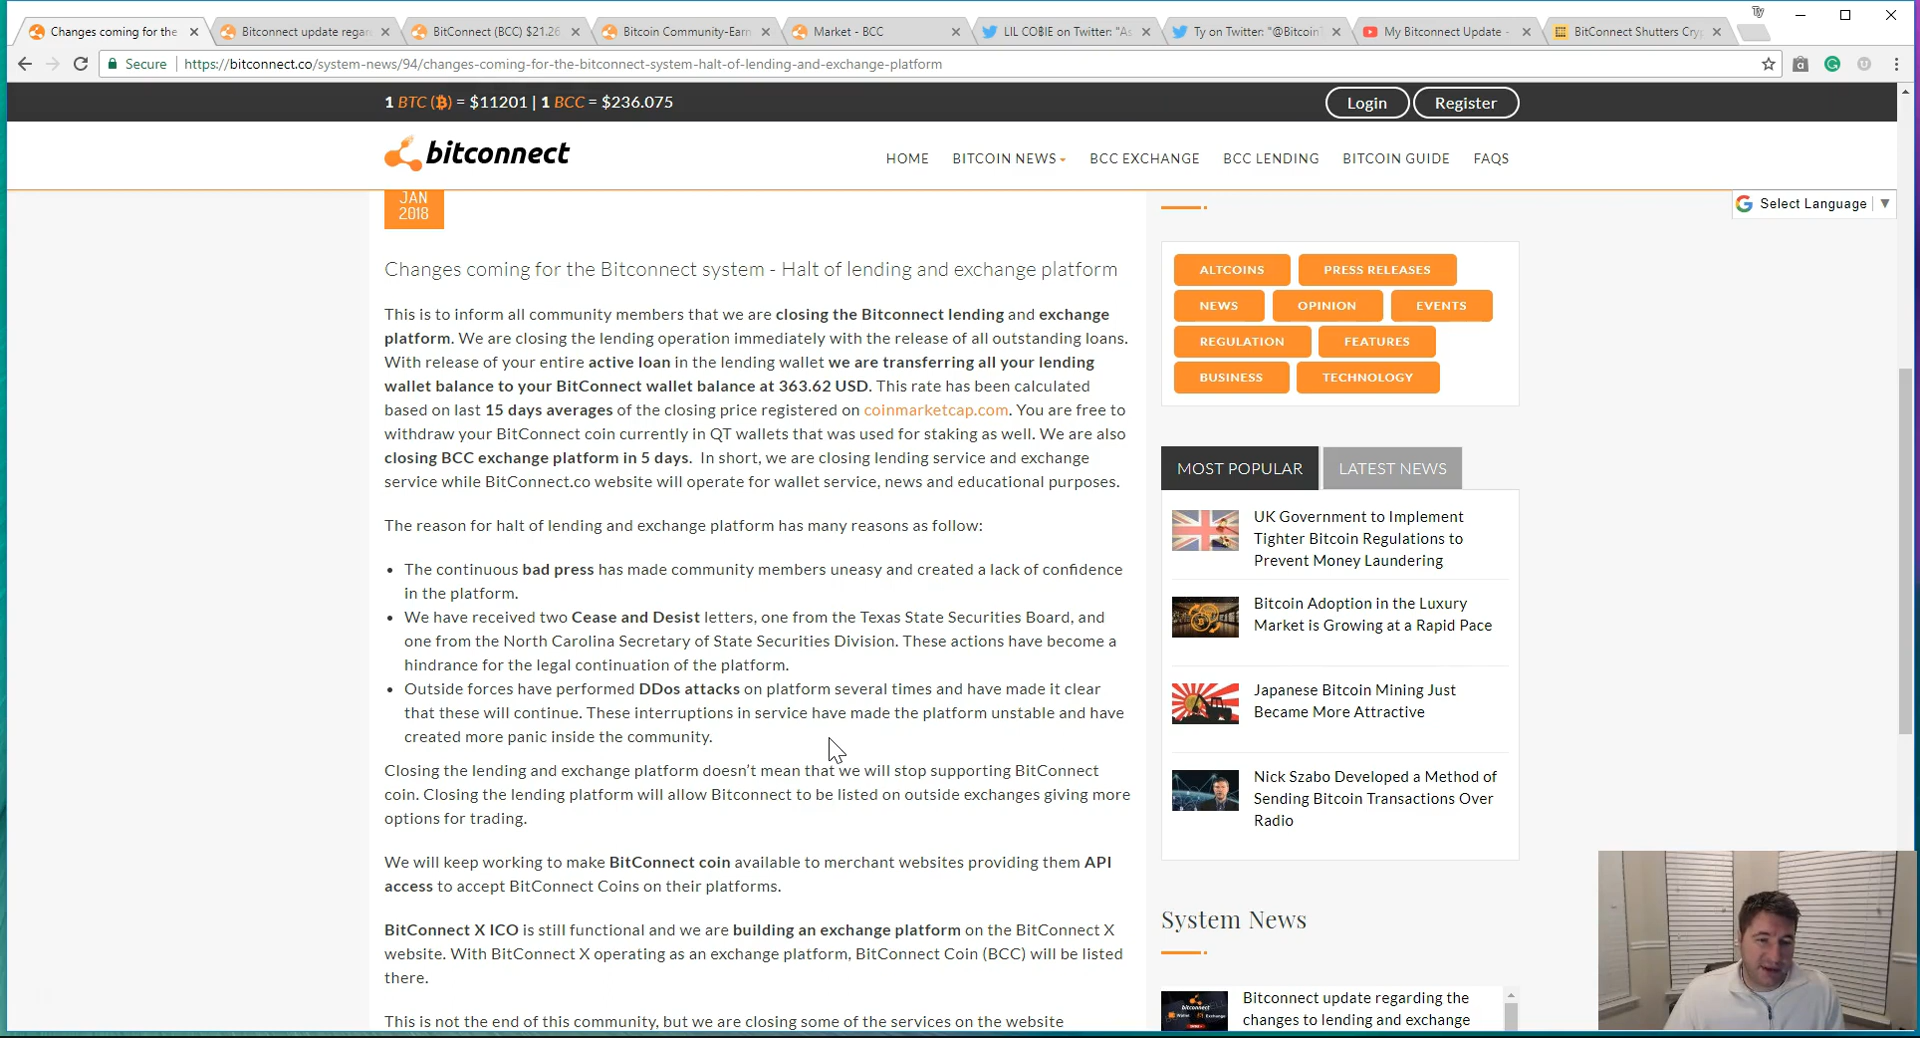 Changes coming for the
Bitconnect update regar
BitConnect (BCC) $21.26
Bitcoin Community-Earn
Market - BCC
LIL COBIE on Twitter: "As
Ty on Twitter: "@BitcoinT
My Bitconnect Update -
BitConnect Shutters Cryp
Ty
Secure
https://bitconnect.co/system-news/94/changes-coming-for-the-bitconnect-system-halt-of-lending-and-exchange-platform
1 BTC (₿) = $11201 | 1 BCC = $236.075
Login
Register
bitconnect
HOME
BITCOIN NEWS
BCC EXCHANGE
BCC LENDING
BITCOIN GUIDE
FAQS
Select Language
JAN
2018
Changes coming for the Bitconnect system - Halt of lending and exchange platform
This is to inform all community members that we are closing the Bitconnect lending and exchange
platform. We are closing the lending operation immediately with the release of all outstanding loans.
With release of your entire active loan in the lending wallet we are transferring all your lending
wallet balance to your BitConnect wallet balance at 363.62 USD. This rate has been calculated
based on last 15 days averages of the closing price registered on coinmarketcap.com. You are free to
withdraw your BitConnect coin currently in QT wallets that was used for staking as well. We are also
closing BCC exchange platform in 5 days. In short, we are closing lending service and exchange
service while BitConnect.co website will operate for wallet service, news and educational purposes.
The reason for halt of lending and exchange platform has many reasons as follow:
• The continuous bad press has made community members uneasy and created a lack of confidence
in the platform.
• We have received two Cease and Desist letters, one from the Texas State Securities Board, and
one from the North Carolina Secretary of State Securities Division. These actions have become a
hindrance for the legal continuation of the platform.
• Outside forces have performed DDos attacks on platform several times and have made it clear
that these will continue. These interruptions in service have made the platform unstable and have
created more panic inside the community.
Closing the lending and exchange platform doesn't mean that we will stop supporting BitConnect
coin. Closing the lending platform will allow Bitconnect to be listed on outside exchanges giving more
options for trading.
We will keep working to make BitConnect coin available to merchant websites providing them API
access to accept BitConnect Coins on their platforms.
BitConnect X ICO is still functional and we are building an exchange platform on the BitConnect X
website. With BitConnect X operating as an exchange platform, BitConnect Coin (BCC) will be listed
there.
This is not the end of this community, but we are closing some of the services on the website
ALTCOINS
PRESS RELEASES
NEWS
OPINION
EVENTS
REGULATION
FEATURES
BUSINESS
TECHNOLOGY
MOST POPULAR
LATEST NEWS
UK Government to Implement
Tighter Bitcoin Regulations to
Prevent Money Laundering
Bitcoin Adoption in the Luxury
Market is Growing at a Rapid Pace
Japanese Bitcoin Mining Just
Became More Attractive
Nick Szabo Developed a Method of
Sending Bitcoin Transactions Over
Radio
System News
Bitconnect update regarding the
changes to lending and exchange